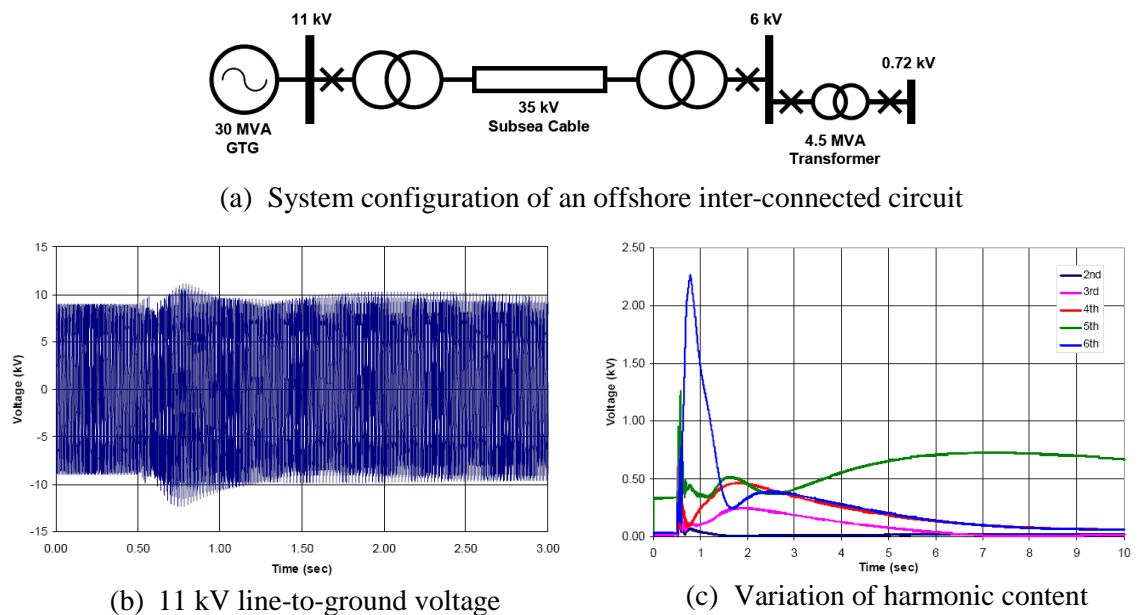 11 kV
6 kV
0.72 kV
30 MVA
GTG
35 kV
Subsea Cable
4.5 MVA
Transformer
(a) System configuration of an offshore inter-connected circuit
15
10
5
0
-5
-10
-15
Voltage (kV)
0.00 0.50 1.00 1.50 2.00 2.50 3.00
Time (sec)
(b) 11 kV line-to-ground voltage
2.50
2.00
1.50
1.00
0.50
0.00
Voltage (kV)
2nd
3rd
4th
5th
6th
0 1 2 3 4 5 6 7 8 9 10
Time (sec)
(c) Variation of harmonic content